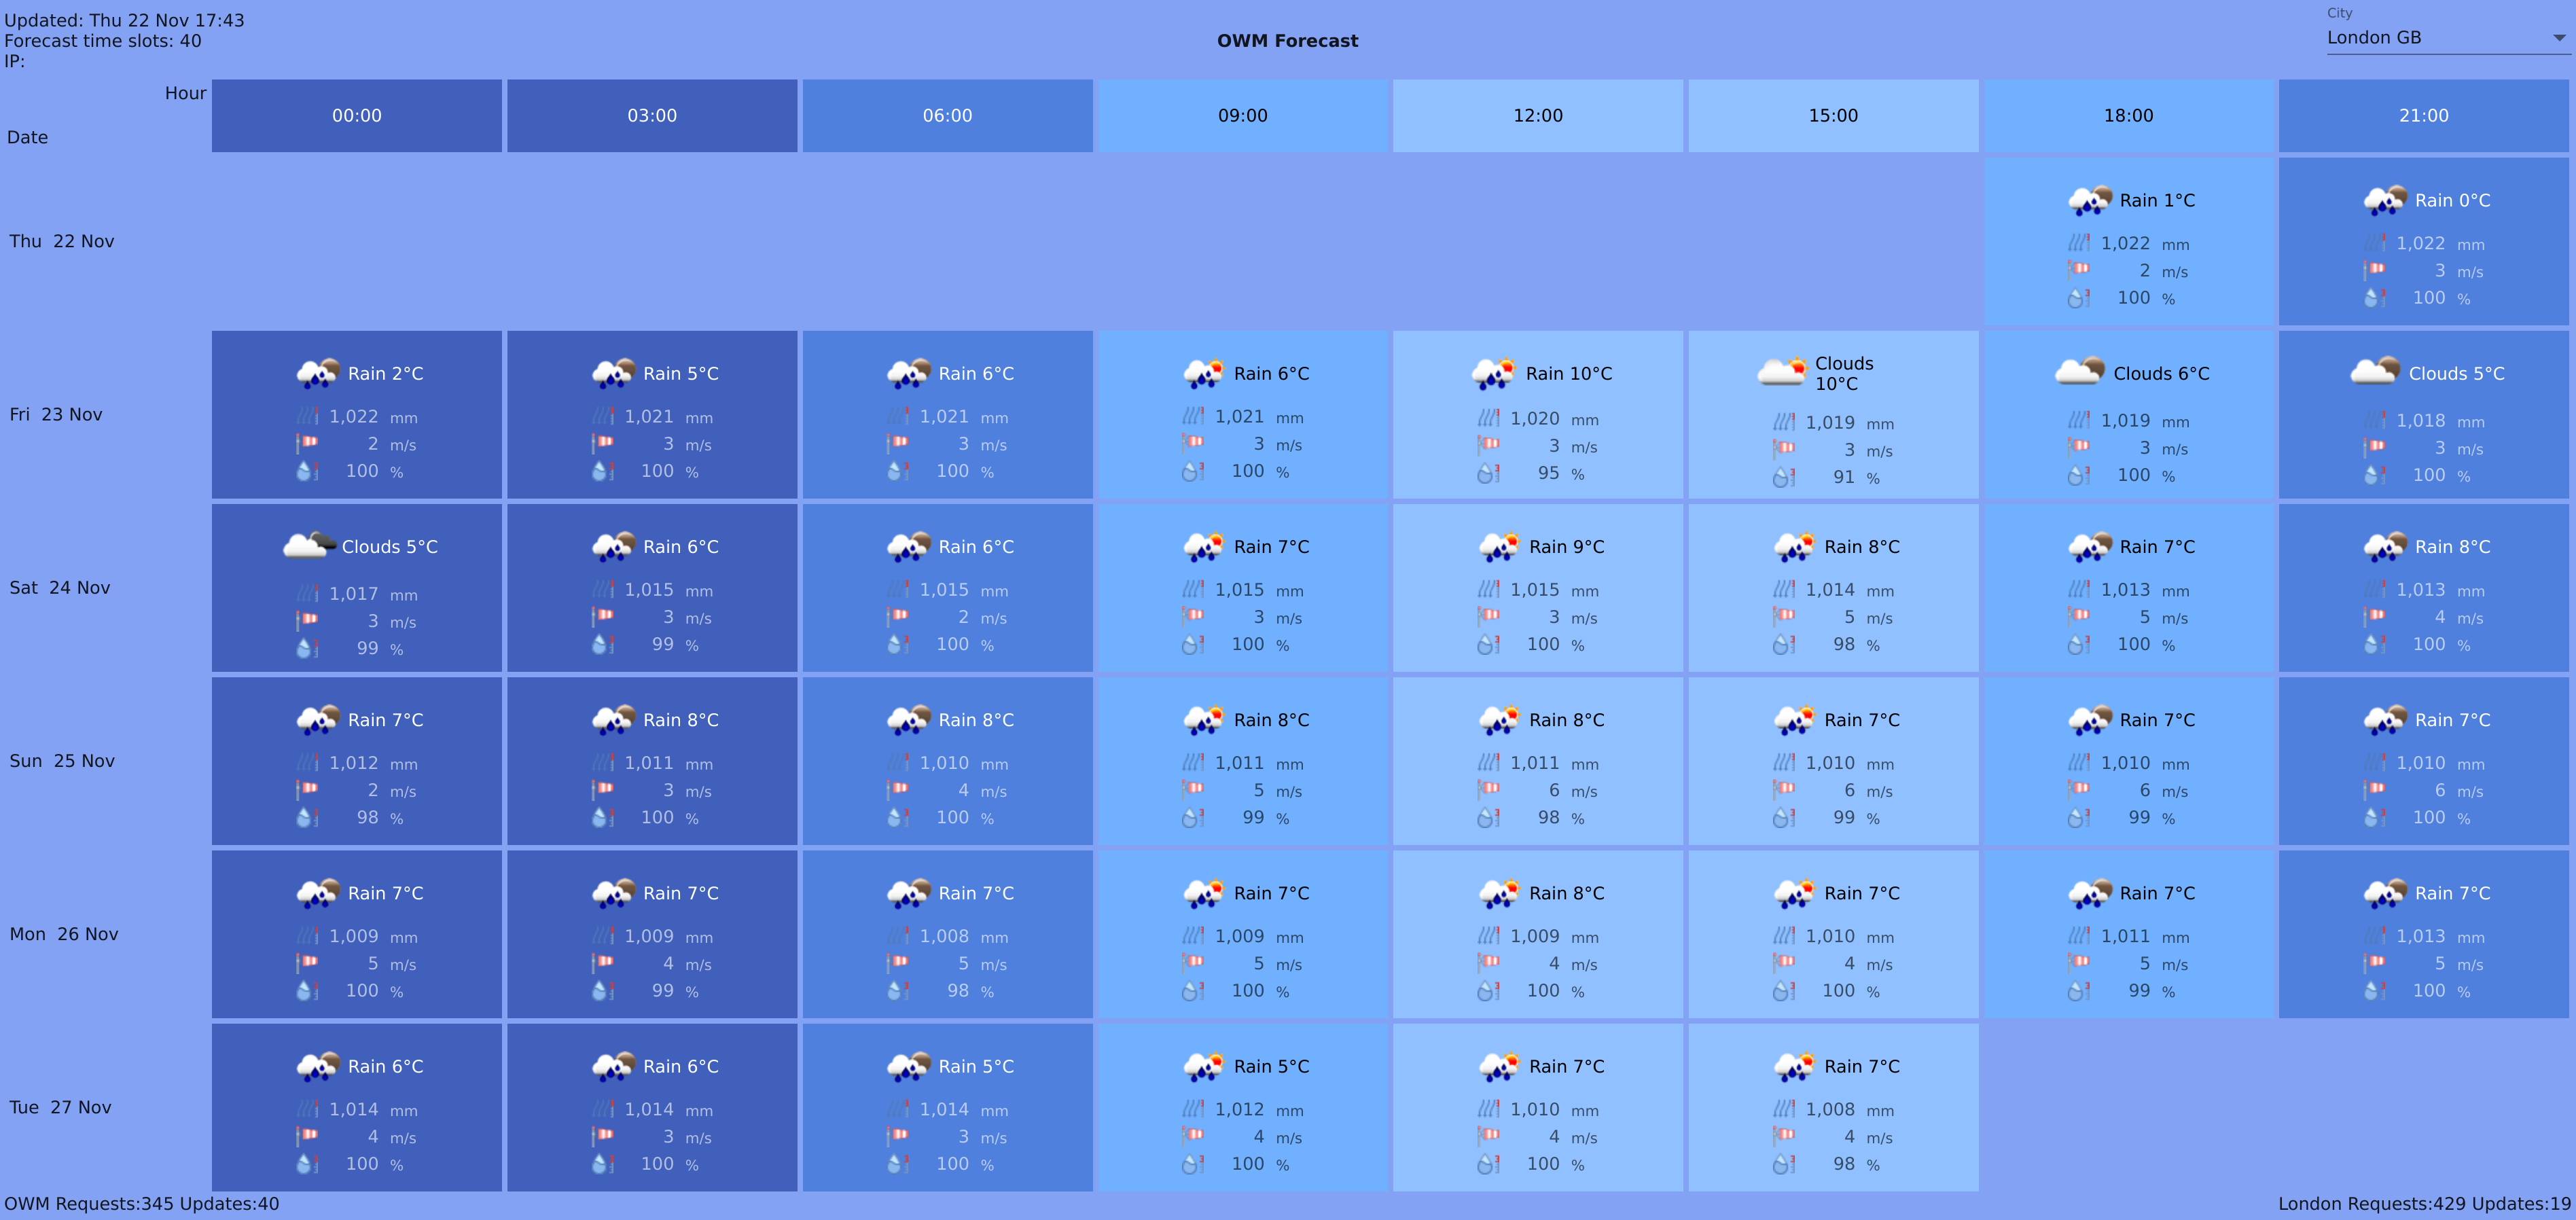 Updated: Thu 22 Nov 17:43
Forecast time slots: 40
IP:
OWM Forecast
City
London GB
Hour
Date
00:00 03:00 06:00 09:00 12:00 15:00 18:00 21:00
Thu 22 Nov
Rain 1°C Rain 0°C
1,022 mm 1,022 mm
2 m/s 3 m/s
100 % 100 %
Fri 23 Nov
Rain 2°C Rain 5°C Rain 6°C Rain 6°C Rain 10°C Clouds 10°C Clouds 6°C Clouds 5°C
1,022 mm 1,021 mm 1,021 mm 1,021 mm 1,020 mm 1,019 mm 1,019 mm 1,018 mm
2 m/s 3 m/s 3 m/s 3 m/s 3 m/s 3 m/s 3 m/s 3 m/s
100 % 100 % 100 % 100 % 95 % 91 % 100 % 100 %
Sat 24 Nov
Clouds 5°C Rain 6°C Rain 6°C Rain 7°C Rain 9°C Rain 8°C Rain 7°C Rain 8°C
1,017 mm 1,015 mm 1,015 mm 1,015 mm 1,015 mm 1,014 mm 1,013 mm 1,013 mm
3 m/s 3 m/s 2 m/s 3 m/s 3 m/s 5 m/s 5 m/s 4 m/s
99 % 99 % 100 % 100 % 100 % 98 % 100 % 100 %
Sun 25 Nov
Rain 7°C Rain 8°C Rain 8°C Rain 8°C Rain 8°C Rain 7°C Rain 7°C Rain 7°C
1,012 mm 1,011 mm 1,010 mm 1,011 mm 1,011 mm 1,010 mm 1,010 mm 1,010 mm
2 m/s 3 m/s 4 m/s 5 m/s 6 m/s 6 m/s 6 m/s 6 m/s
98 % 100 % 100 % 99 % 98 % 99 % 99 % 100 %
Mon 26 Nov
Rain 7°C Rain 7°C Rain 7°C Rain 7°C Rain 8°C Rain 7°C Rain 7°C Rain 7°C
1,009 mm 1,009 mm 1,008 mm 1,009 mm 1,009 mm 1,010 mm 1,011 mm 1,013 mm
5 m/s 4 m/s 5 m/s 5 m/s 4 m/s 4 m/s 5 m/s 5 m/s
100 % 99 % 98 % 100 % 100 % 100 % 99 % 100 %
Tue 27 Nov
Rain 6°C Rain 6°C Rain 5°C Rain 5°C Rain 7°C Rain 7°C
1,014 mm 1,014 mm 1,014 mm 1,012 mm 1,010 mm 1,008 mm
4 m/s 3 m/s 3 m/s 4 m/s 4 m/s 4 m/s
100 % 100 % 100 % 100 % 100 % 98 %
OWM Requests:345 Updates:40
London Requests:429 Updates:19